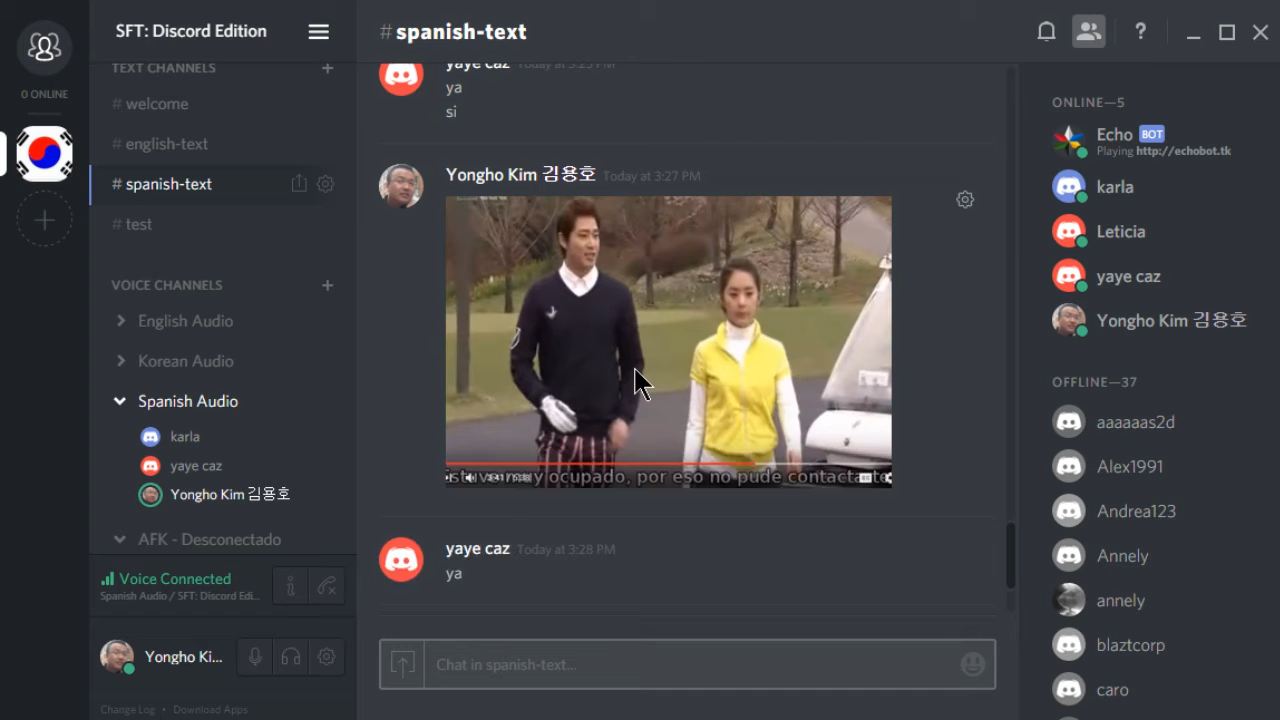 0 ONLINE
SFT: Discord Edition
TEXT CHANNELS
# welcome
# english-text
# spanish-text
# test
VOICE CHANNELS
English Audio
Korean Audio
Spanish Audio
karla
yaye caz
Yongho Kim 김용호
AFK - Desconectado
Voice Connected
Spanish Audio / SFT: Discord Edi...
Yongho Ki...
Change Log • Download Apps
# spanish-text
yaye caz Today at 3:25 PM
ya
si
Yongho Kim 김용호 Today at 3:27 PM
ocupado, por eso no pude
yaye caz Today at 3:28 PM
ya
Chat in spanish-text...
ONLINE—5
Echo BOT
Playing http://echobot.tk
karla
Leticia
yaye caz
Yongho Kim 김용호
OFFLINE—37
aaaaaas2d
Alex1991
Andrea123
Annely
annely
blaztcorp
caro